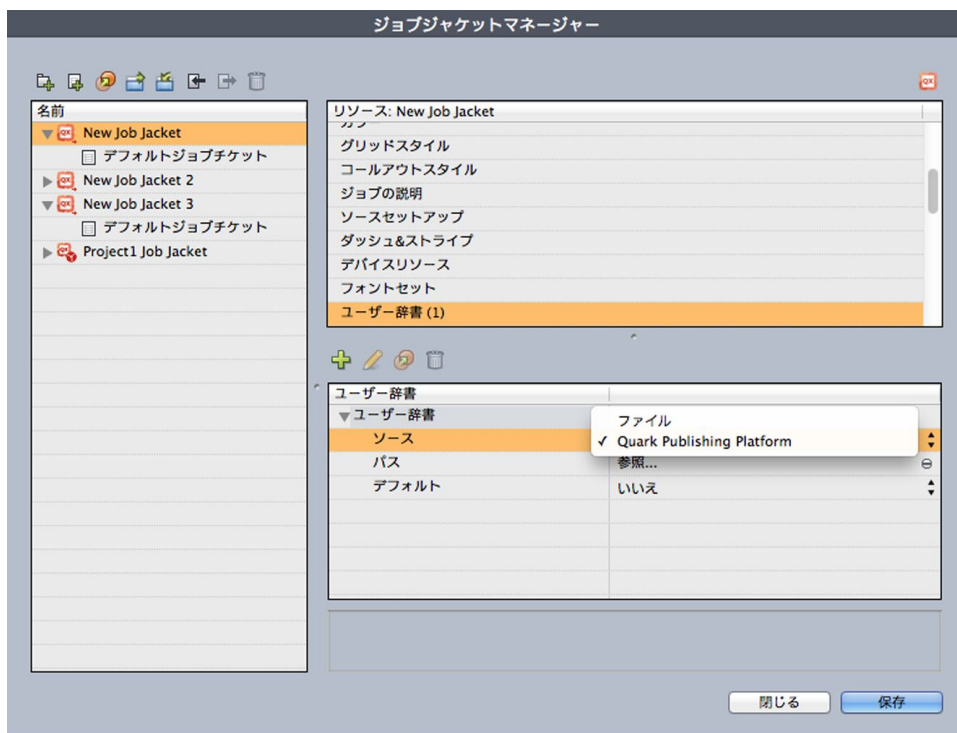 ジョブジャケットマネージャー
名前
New Job Jacket
デフォルトジョブチケット
New Job Jacket 2
New Job Jacket 3
デフォルトジョブチケット
Project1 Job Jacket
リソース: New Job Jacket
グリッドスタイル
コールアウトスタイル
ジョブの説明
ソースセットアップ
ダッシュ&ストライプ
デバイスリソース
フォントセット
ユーザー辞書 (1)
ユーザー辞書
ユーザー辞書
ファイル
ソース
✓ Quark Publishing Platform
パス
参照...
デフォルト
いいえ
閉じる
保存